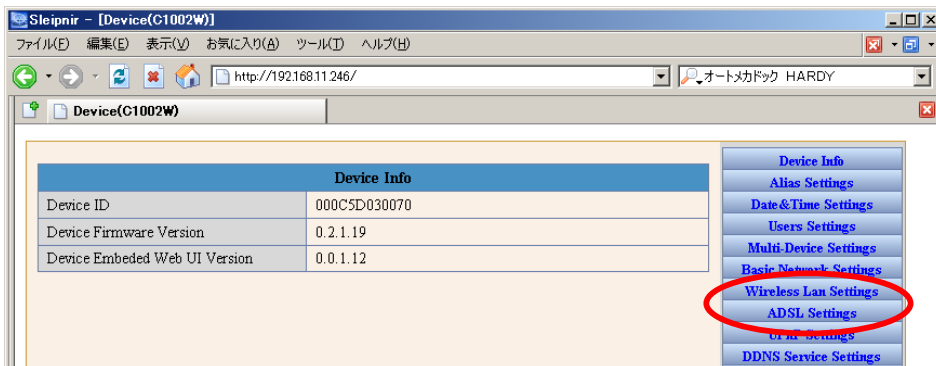 Sleipnir - [Device(C1002W)]
ファイル(F) 編集(E) 表示(V) お気に入り(A) ツール(T) ヘルプ(H)
http://192.168.11.246/ オートメカドック HARDY
Device(C1002W)
Device Info
Device ID 000C5D030070
Device Firmware Version 0.2.1.19
Device Embeded Web UI Version 0.0.1.12
Device Info
Alias Settings
Date&Time Settings
Users Settings
Multi-Device Settings
Basic Network Settings
Wireless Lan Settings
ADSL Settings
UPnP Settings
DDNS Service Settings